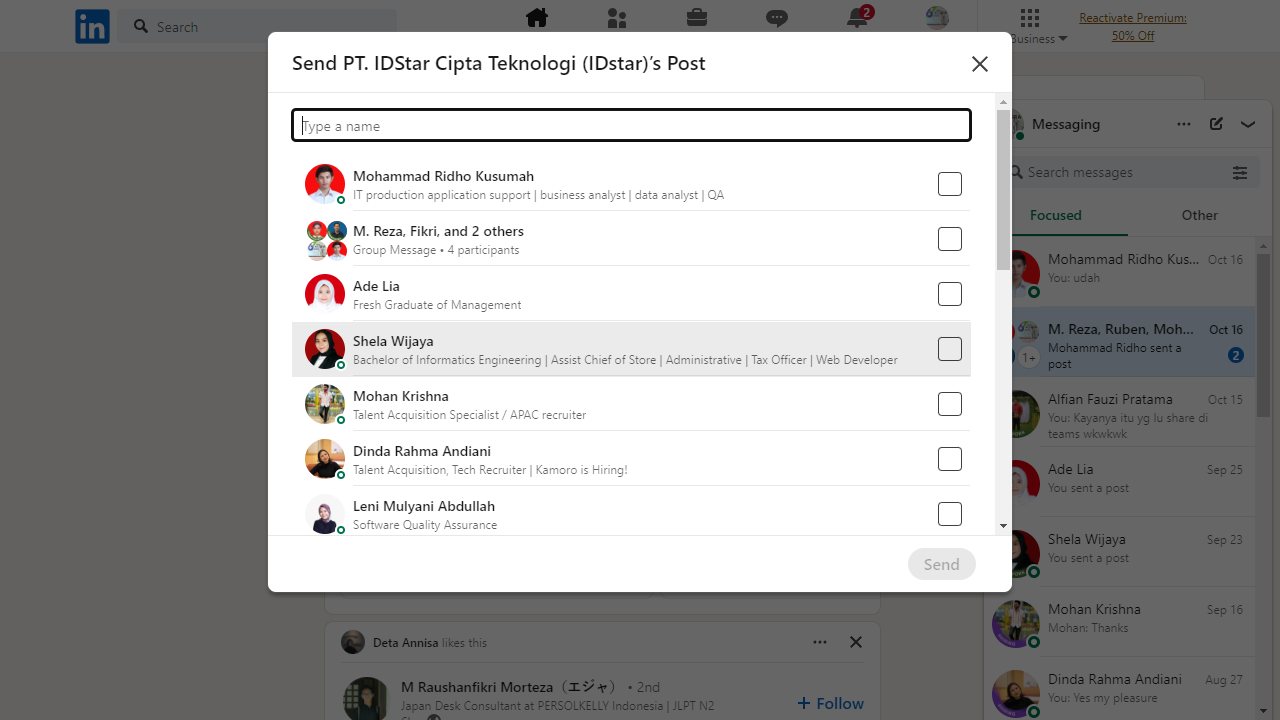 in
Search
2
Business
Reactivate Premium:
50% Off
Send PT. IDStar Cipta Teknologi (IDstar)'s Post
Type a name
Mohammad Ridho Kusumah
IT production application support | business analyst | data analyst | QA
M. Reza, Fikri, and 2 others
Group Message • 4 participants
Ade Lia
Fresh Graduate of Management
Shela Wijaya
Bachelor of Informatics Engineering | Assist Chief of Store | Administrative | Tax Officer | Web Developer
Mohan Krishna
Talent Acquisition Specialist / APAC recruiter
Dinda Rahma Andiani
Talent Acquisition, Tech Recruiter | Kamoro is Hiring!
Leni Mulyani Abdullah
Software Quality Assurance
Send
Messaging
Search messages
Focused
Other
Mohammad Ridho Kus...
Oct 16
You: udah
M. Reza, Ruben, Moh...
Oct 16
Mohammad Ridho sent a
post
2
1+
Alfian Fauzi Pratama
Oct 15
You: Kayanya itu yg lu share di
teams wkwkwk
Ade Lia
Sep 25
You sent a post
Shela Wijaya
Sep 23
You sent a post
Mohan Krishna
Sep 16
Mohan: Thanks
Dinda Rahma Andiani
Aug 27
You: Yes my pleasure
Deta Annisa likes this
M Raushanfikri Morteza（エジャ） • 2nd
Japan Desk Consultant at PERSOLKELLY Indonesia | JLPT N2
+ Follow